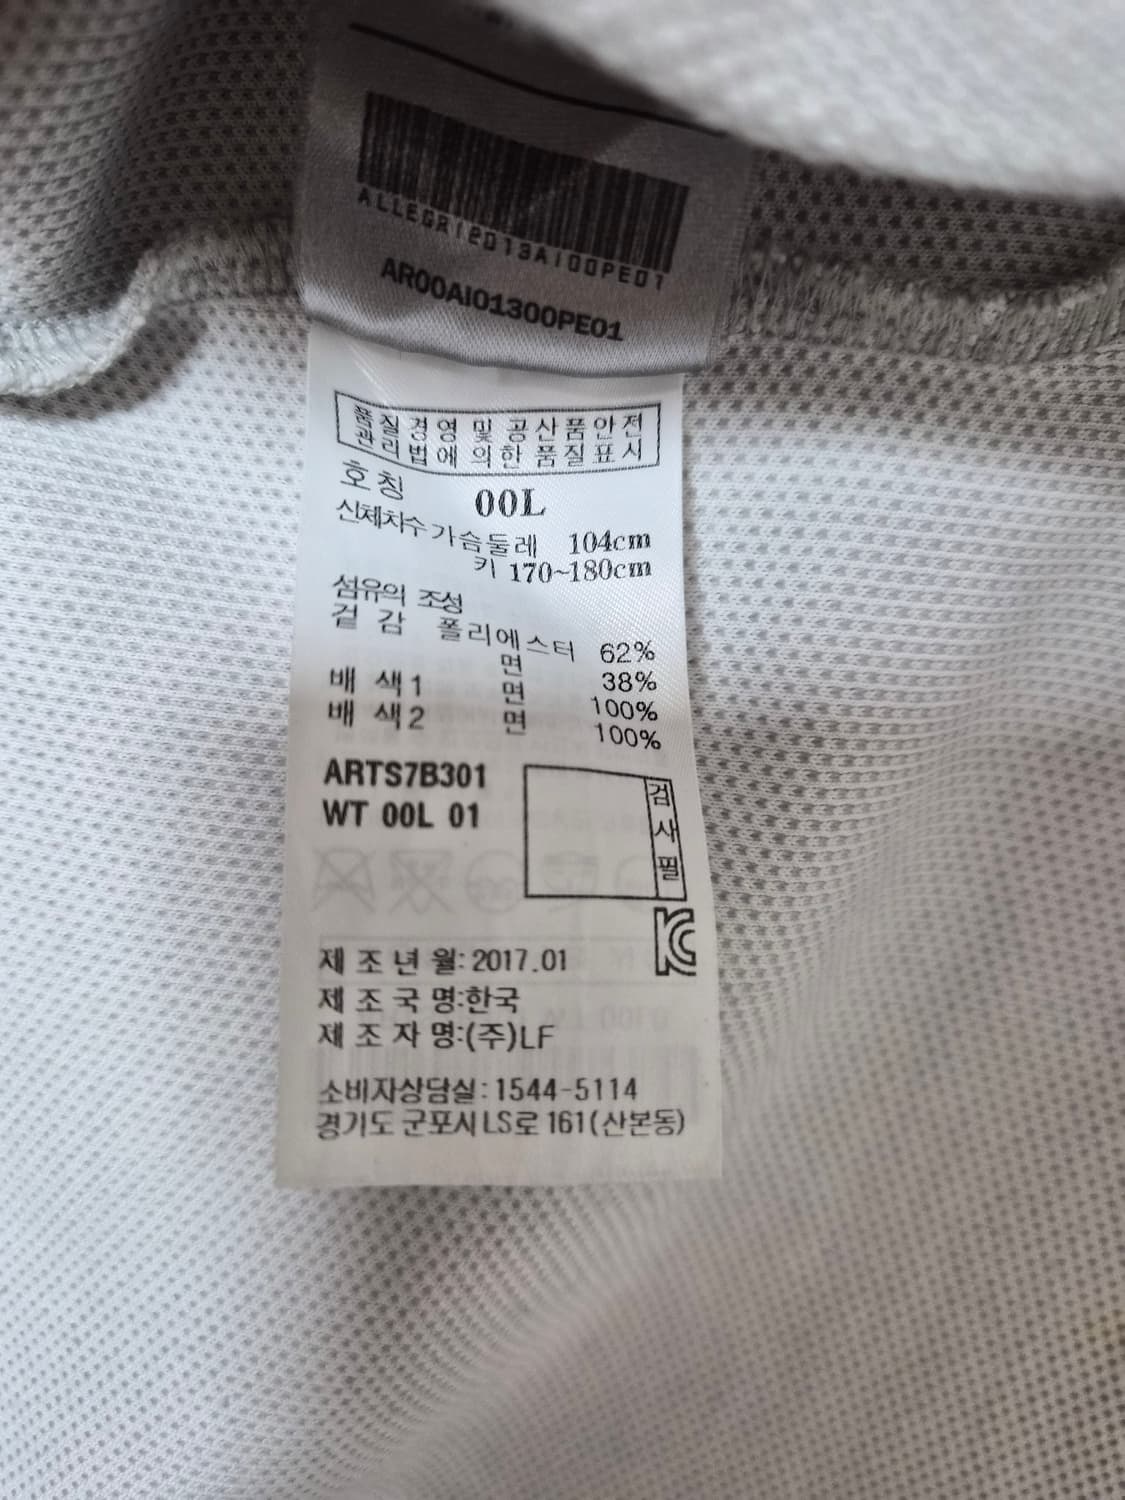 ALLEGRI2013AI00PE01
AR00AI01300PE01
품질경영 및 공산품안전
관리법에 의한 품질표시
호칭 00L
신체치수 가슴둘레 104cm
키 170~180cm
섬유의 조성
겉 감 폴리에스터 62%
면 38%
배 색1 면 100%
배 색2 면 100%
ARTS7B301
WT 00L 01
검사필
제 조 년 월: 2017.01
제 조 국 명:한국
제 조 자 명:(주)LF
소비자상담실: 1544-5114
경기도 군포시 LS로 161(산본동)